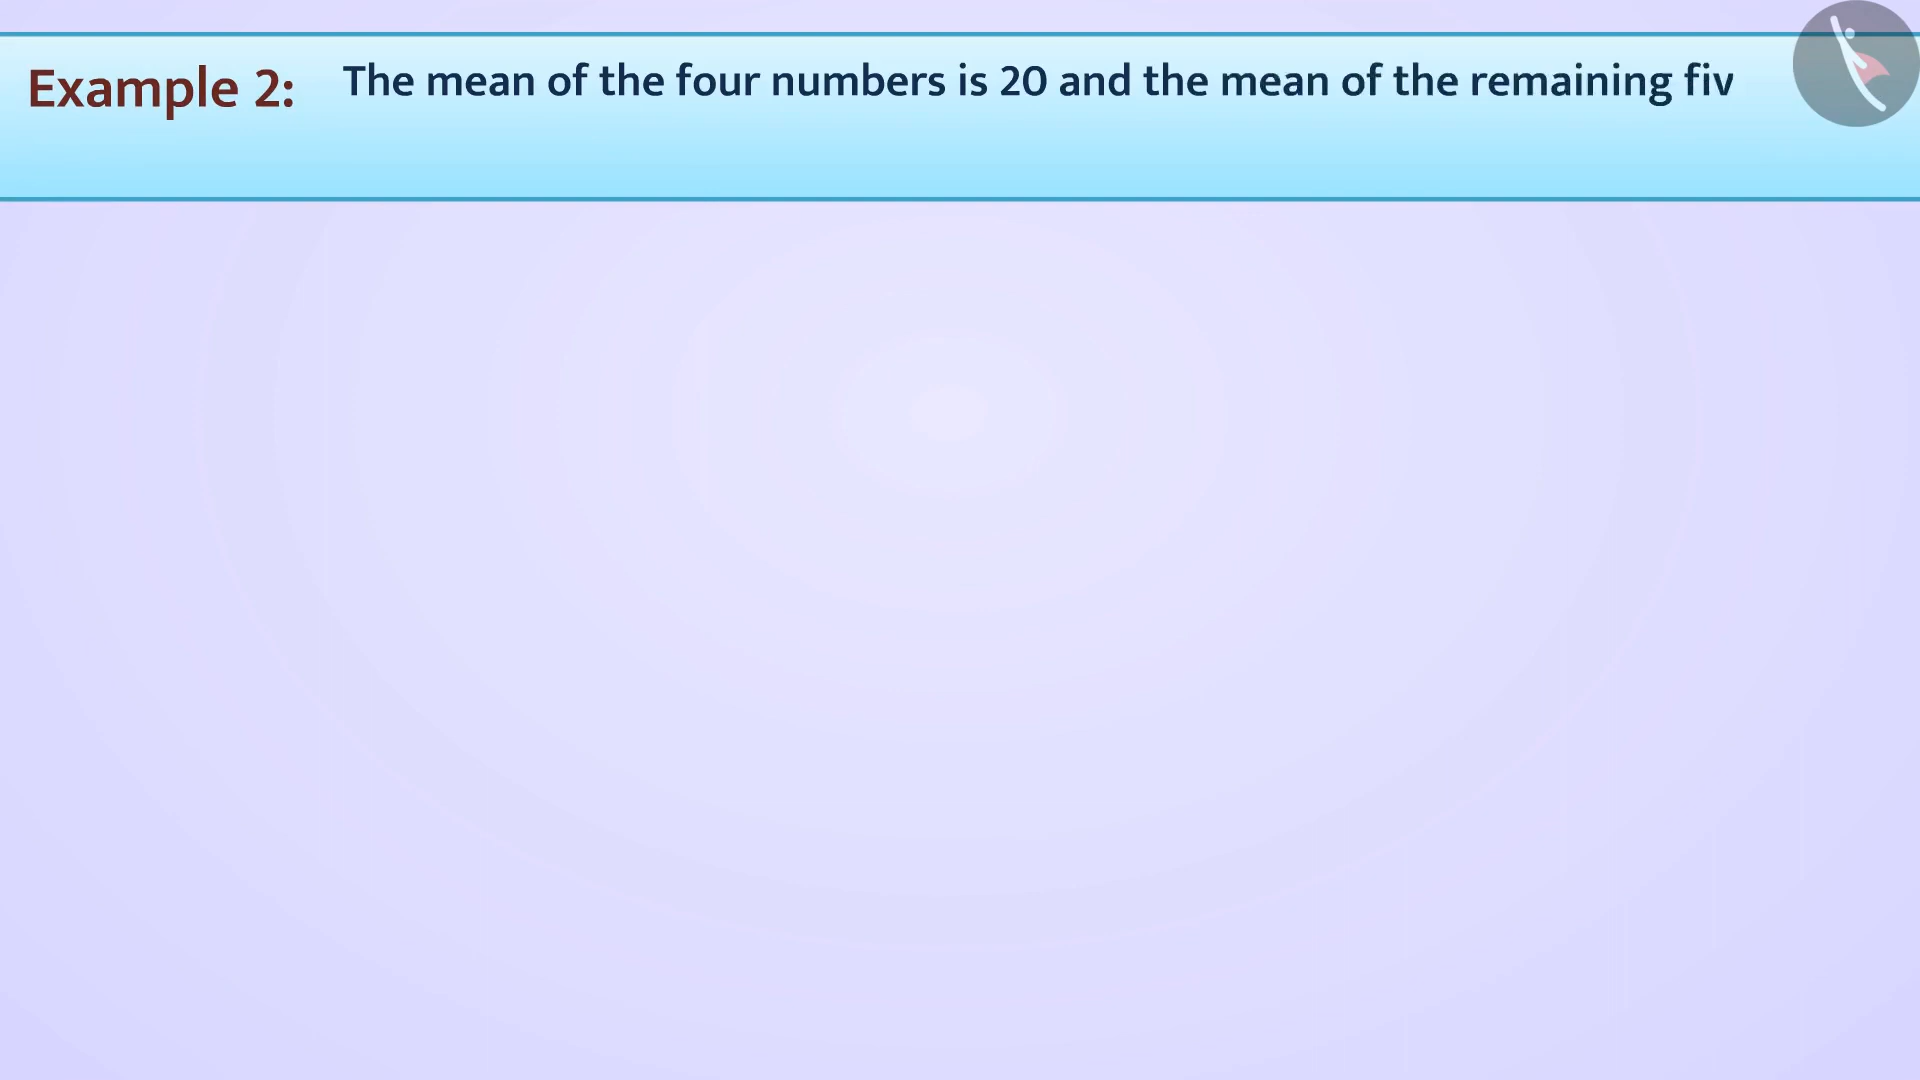 Example 2: The mean of the four numbers is 20 and the mean of the remaining fiv